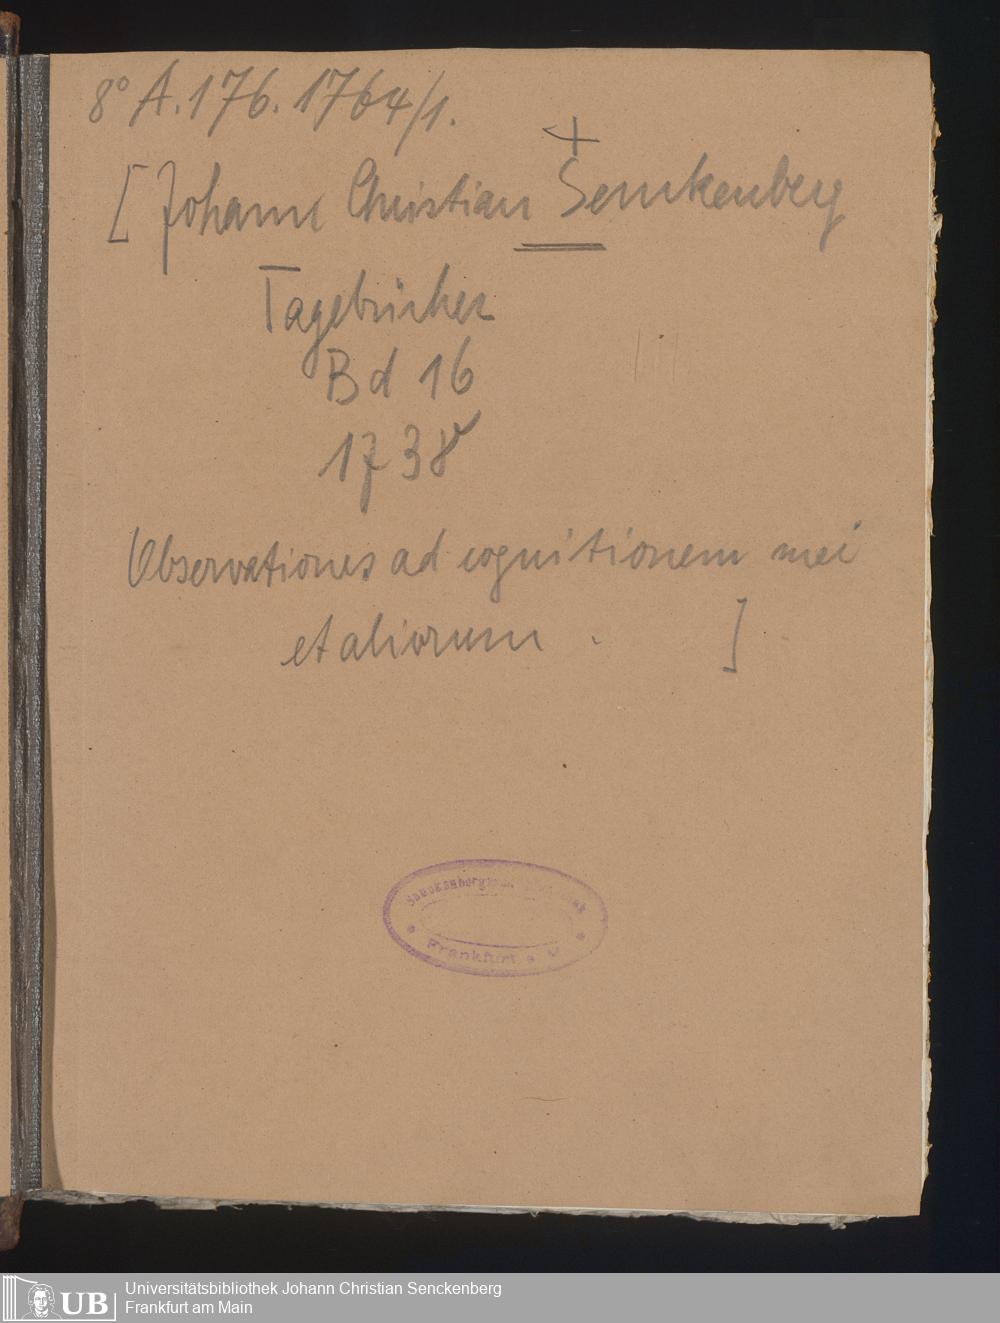 8° A.176.1764/1.
[Johann Christian Senckenberg
Tagebücher
Bd 16
1738
Observationes ad cognitionem mei
et aliorum . ]
Frankfurt a. M.
UB
Universitätsbibliothek Johann Christian Senckenberg
Frankfurt am Main